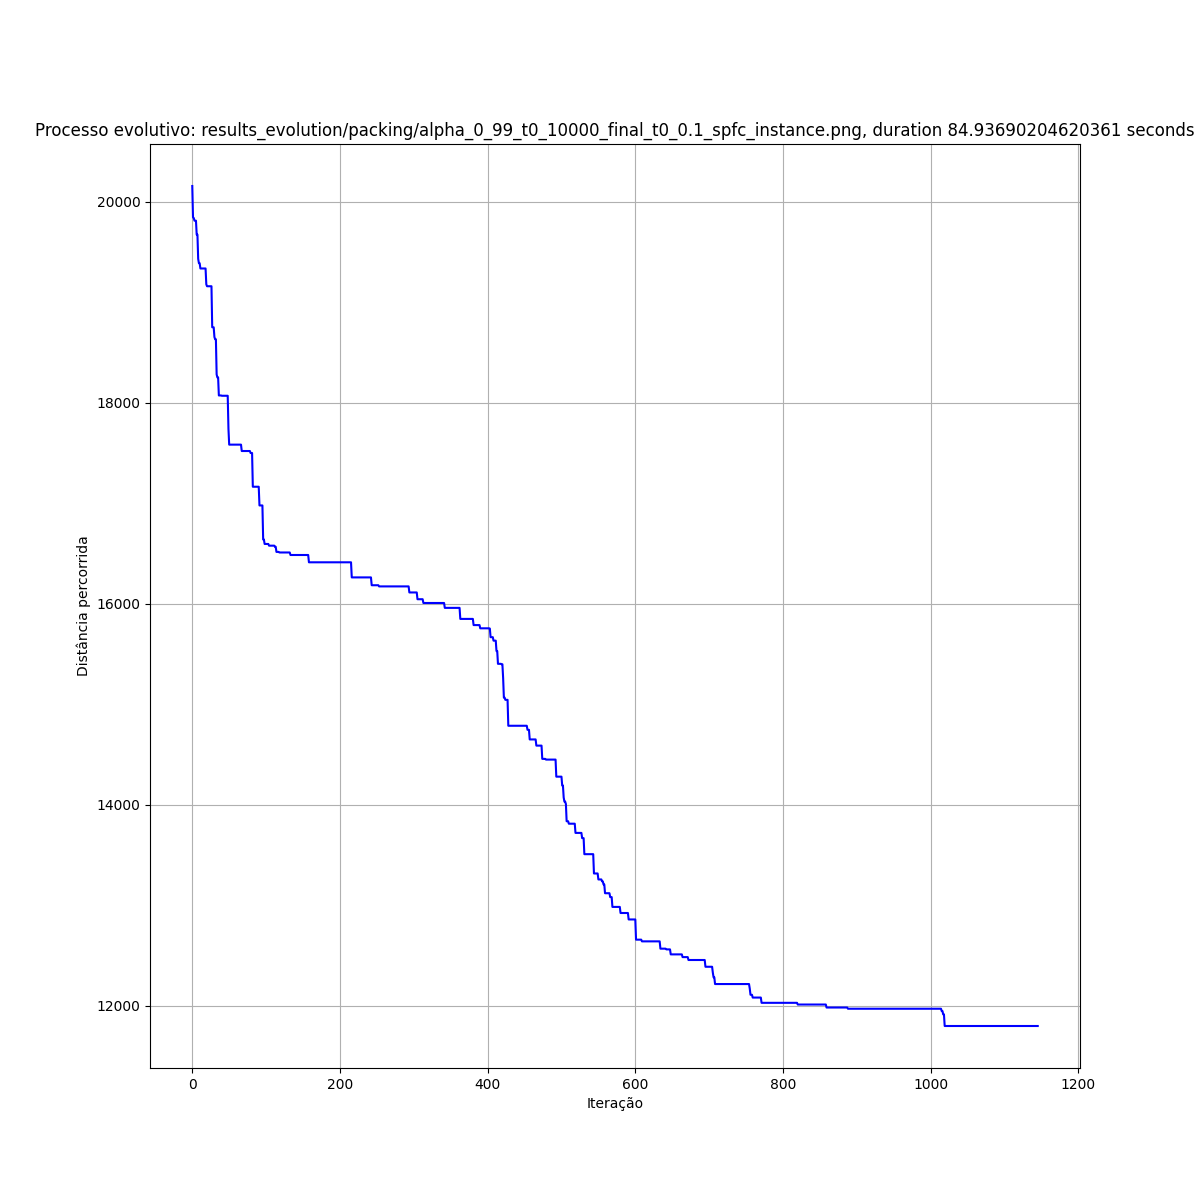 Processo evolutivo: results_evolution/packing/alpha_0_99_t0_10000_final_t0_0.1_spfc_instance.png, duration 84.93690204620361 seconds
20000
18000
16000
14000
12000
Distância percorrida
0 200 400 600 800 1000 1200
Iteração